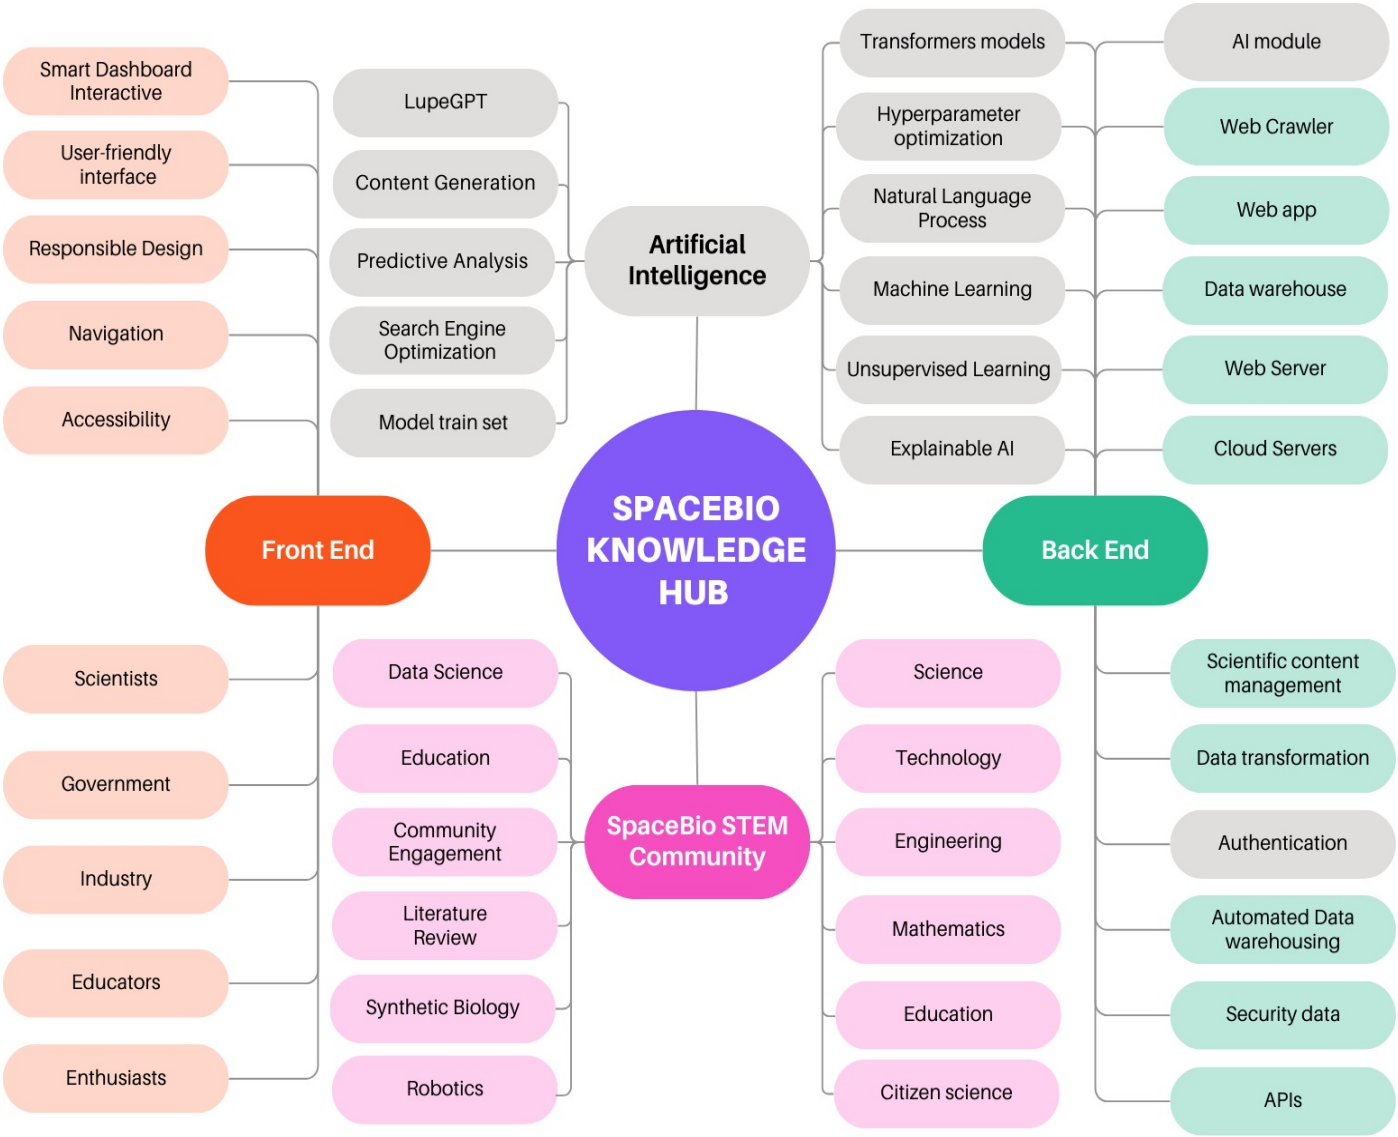 Smart Dashboard
Interactive
User-friendly
interface
Responsible Design
Navigation
Accessibility
LupeGPT
Content Generation
Predictive Analysis
Search Engine
Optimization
Model train set
Artificial
Intelligence
Transformers models
Hyperparameter
optimization
Natural Language
Process
Machine Learning
Unsupervised Learning
Explainable AI
AI module
Web Crawler
Web app
Data warehouse
Web Server
Cloud Servers
Front End
SPACEBIO
KNOWLEDGE
HUB
Back End
Scientists
Government
Industry
Educators
Enthusiasts
Data Science
Education
Community
Engagement
Literature
Review
Synthetic Biology
Robotics
SpaceBio STEM
Community
Science
Technology
Engineering
Mathematics
Education
Citizen science
Scientific content
management
Data transformation
Authentication
Automated Data
warehousing
Security data
APIs